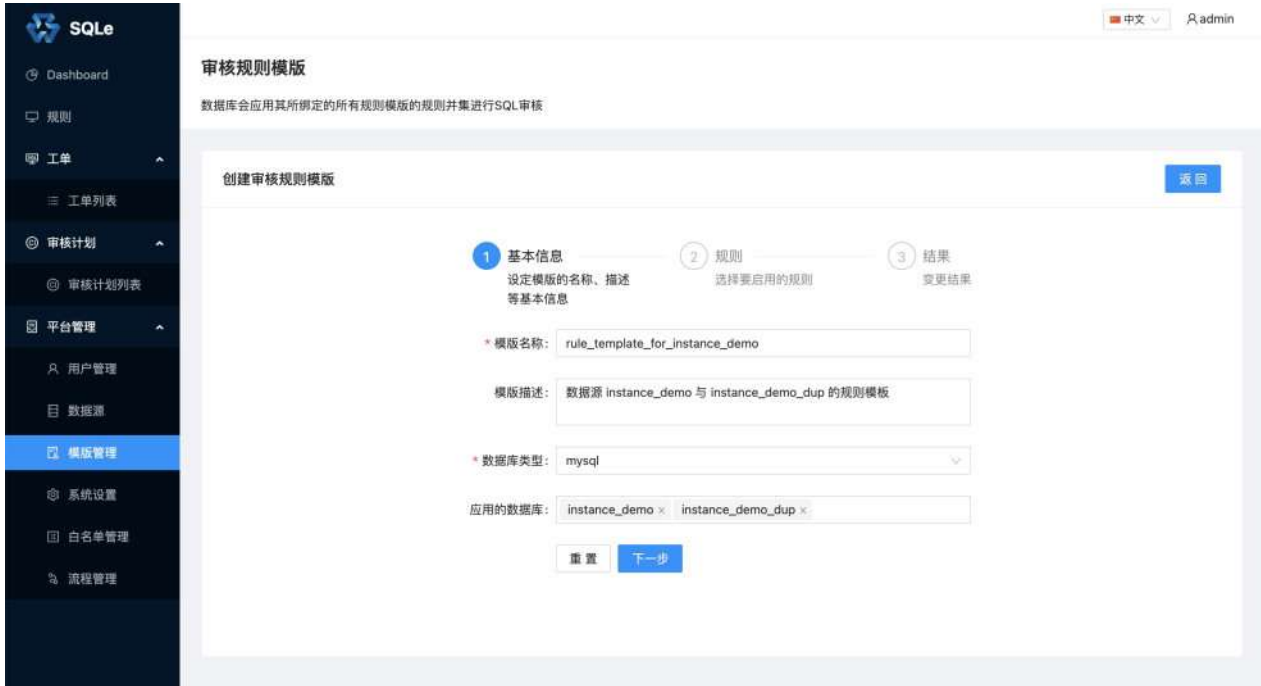 SQLe
中文
admin
Dashboard
规则
工单
工单列表
审核计划
审核计划列表
平台管理
用户管理
数据源
模版管理
系统设置
白名单管理
流程管理
审核规则模版
数据库会应用其所绑定的所有规则模版的规则并集进行SQL审核
创建审核规则模版
返 回
1 基本信息
设定模版的名称、描述
等基本信息
2 规则
选择要启用的规则
3 结果
变更结果
* 模版名称: rule_template_for_instance_demo
模版描述: 数据源 instance_demo 与 instance_demo_dup 的规则模板
* 数据库类型: mysql
应用的数据库: instance_demo × instance_demo_dup ×
重 置
下一步